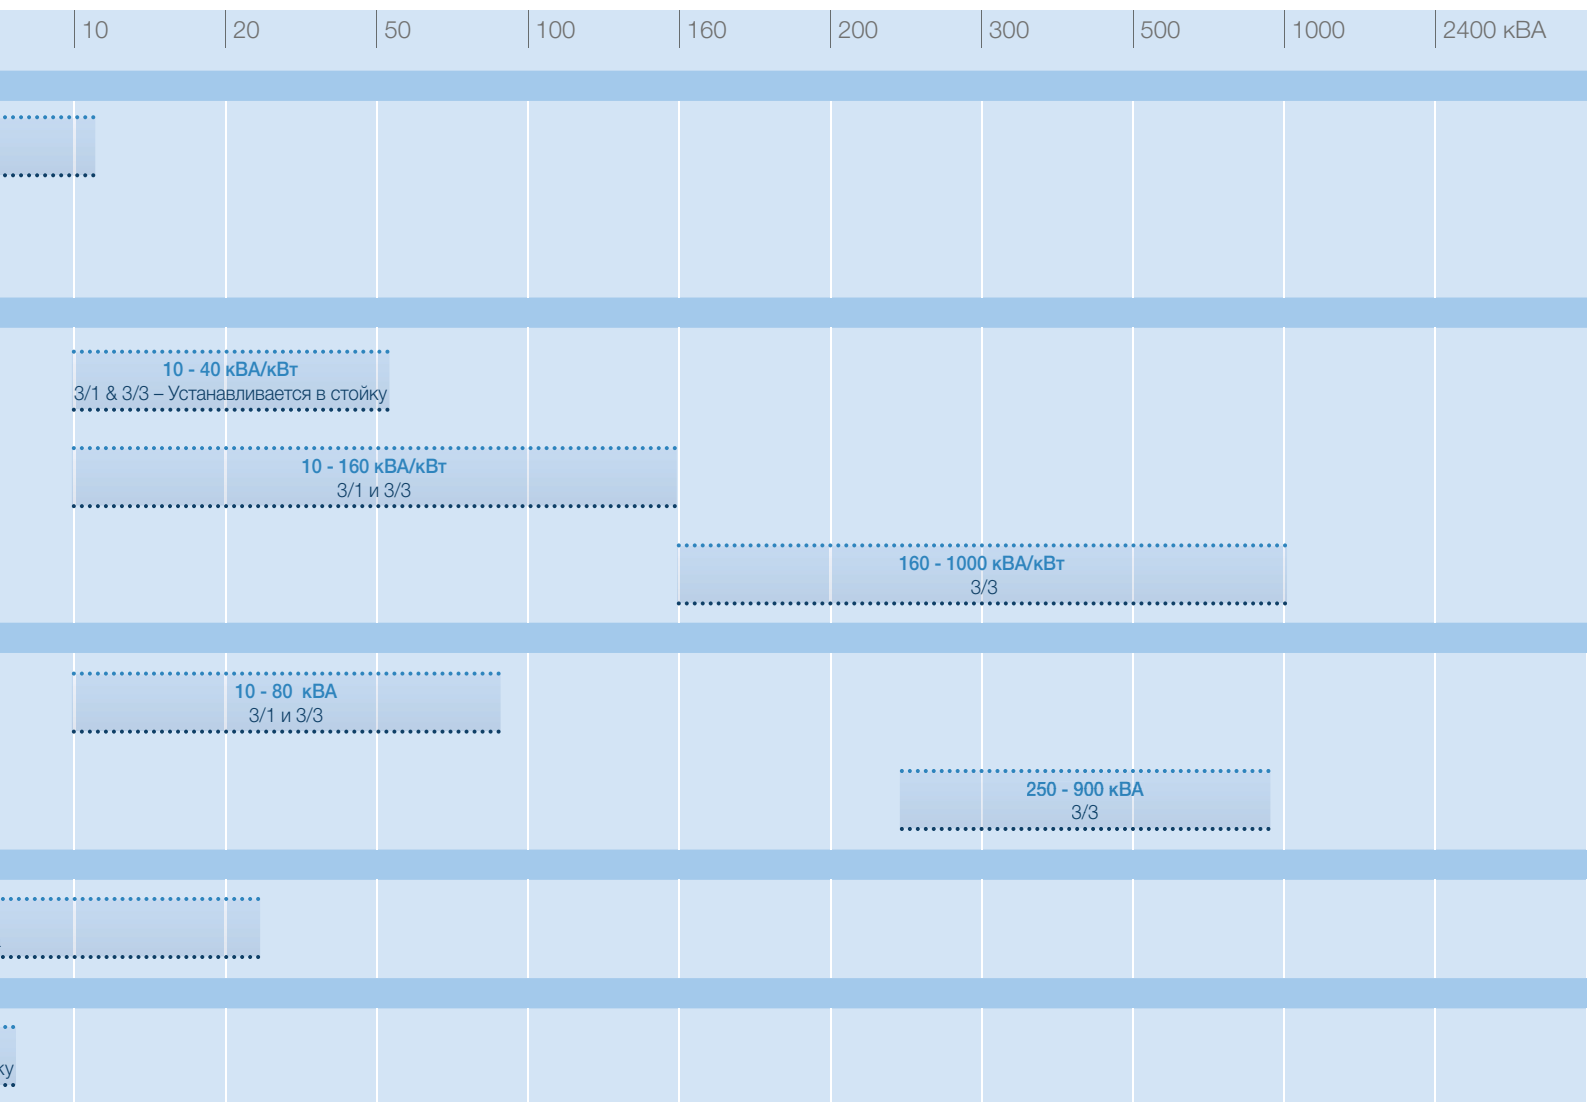 10 20 50 100 160 200 300 500 1000 2400 кВА
10 - 40 кВА/кВт
3/1 & 3/3 – Устанавливается в стойку
10 - 160 кВА/кВт
3/1 и 3/3
160 - 1000 кВА/кВт
3/3
10 - 80 кВА
3/1 и 3/3
250 - 900 кВА
3/3
ку